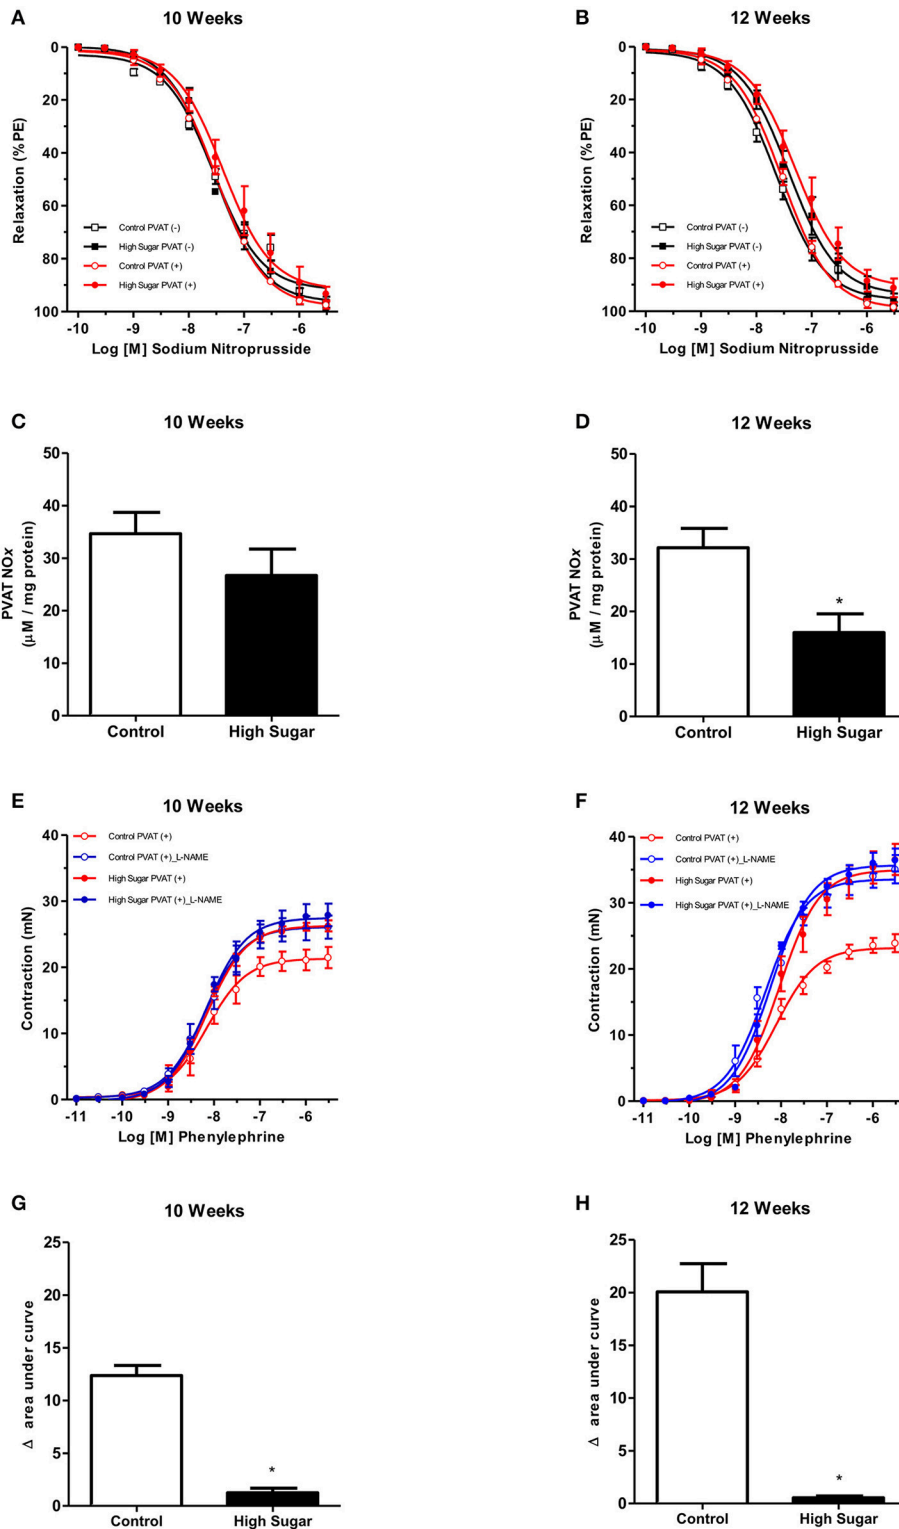 A
10 Weeks
0
20
40
60
80
100
Relaxation (%PE)
Control PVAT (-)
High Sugar PVAT (-)
Control PVAT (+)
High Sugar PVAT (+)
-10 -9 -8 -7 -6
Log [M] Sodium Nitroprusside
B
12 Weeks
0
20
40
60
80
100
Relaxation (%PE)
Control PVAT (-)
High Sugar PVAT (-)
Control PVAT (+)
High Sugar PVAT (+)
-10 -9 -8 -7 -6
Log [M] Sodium Nitroprusside
C
10 Weeks
50
40
30
20
10
0
PVAT NOx
(μM / mg protein)
Control High Sugar
D
12 Weeks
50
40
30
20
10
0
PVAT NOx
(μM / mg protein)
*
Control High Sugar
E
10 Weeks
40
30
20
10
0
Contraction (mN)
Control PVAT (+)
Control PVAT (+)_L-NAME
High Sugar PVAT (+)
High Sugar PVAT (+)_L-NAME
-11 -10 -9 -8 -7 -6
Log [M] Phenylephrine
F
12 Weeks
40
30
20
10
0
Contraction (mN)
Control PVAT (+)
Control PVAT (+)_L-NAME
High Sugar PVAT (+)
High Sugar PVAT (+)_L-NAME
-11 -10 -9 -8 -7 -6
Log [M] Phenylephrine
G
10 Weeks
25
20
15
10
5
0
Δ area under curve
*
Control High Sugar
H
12 Weeks
25
20
15
10
5
0
Δ area under curve
*
Control High Sugar